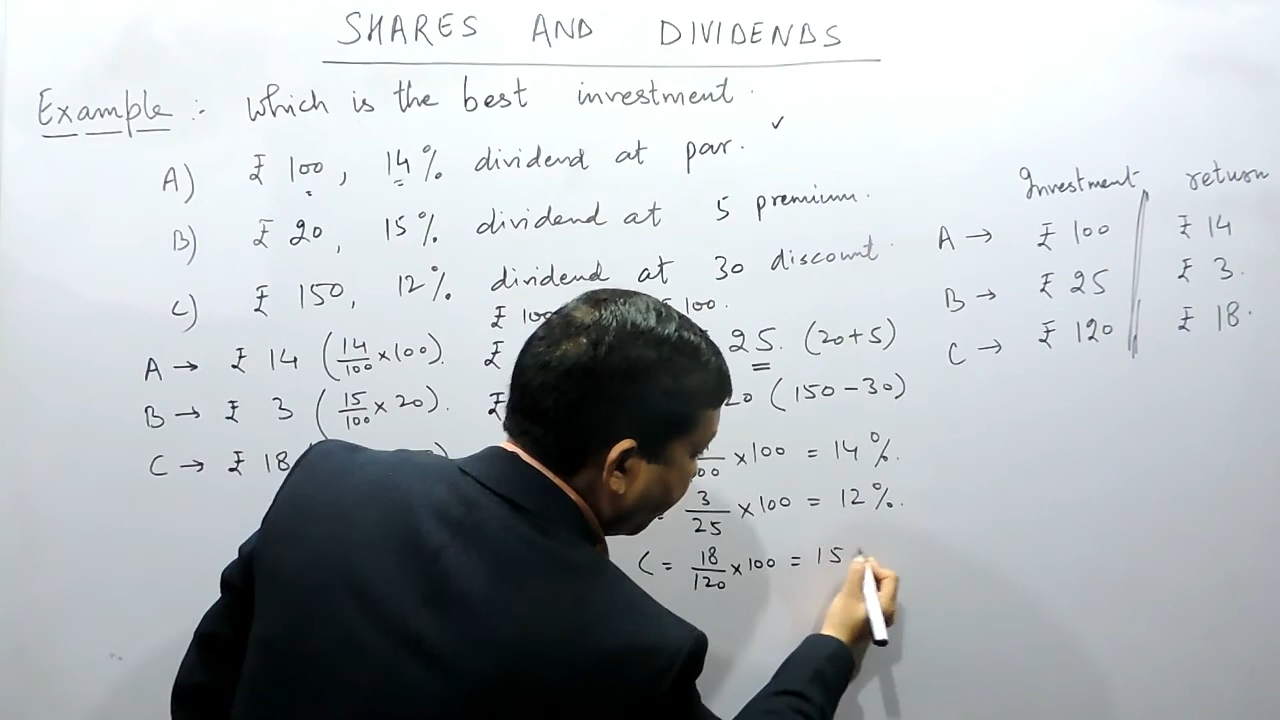 SHARES AND DIVIDENDS
Example :- Which is the best investment.
A) ₹ 100, 14% dividend at par. ✓
B) ₹ 20, 15% dividend at 5 premium.
C) ₹ 150, 12% dividend at 30 discount.
₹ 100.
A → ₹ 14 (14/100 × 100). ₹ 25. (20+5)
B → ₹ 3 (15/100 × 20). ₹ (150-30)
C → ₹ 18
× 100 = 14%.
= 3/25 × 100 = 12%.
C = 18/120 × 100 = 15
Investment return
A → ₹ 100 ₹ 14
B → ₹ 25 ₹ 3.
C → ₹ 120 ₹ 18.